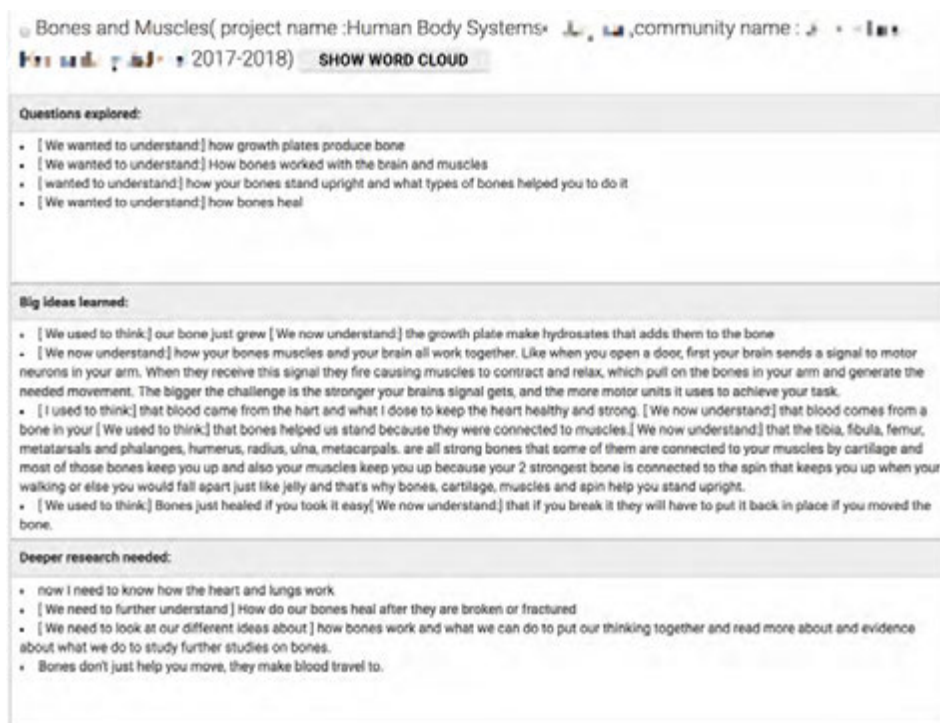 Bones and Muscles( project name :Human Body Systems- ,community name :
2017-2018) SHOW WORD CLOUD
Questions explored:
• [ We wanted to understand:] how growth plates produce bone
• [ We wanted to understand:] How bones worked with the brain and muscles
• [ wanted to understand:] how your bones stand upright and what types of bones helped you to do it
• [ We wanted to understand:] how bones heal
Big ideas learned:
• [ We used to think:] our bone just grew [ We now understand:] the growth plate make hydrosates that adds them to the bone
• [ We now understand:] how your bones muscles and your brain all work together. Like when you open a door, first your brain sends a signal to motor
neurons in your arm. When they receive this signal they fire causing muscles to contract and relax, which pull on the bones in your arm and generate the
needed movement. The bigger the challenge is the stronger your brains signal gets, and the more motor units it uses to achieve your task.
• [ I used to think:] that blood came from the hart and what I dose to keep the heart healthy and strong. [ We now understand:] that blood comes from a
bone in your [ We used to think:] that bones helped us stand because they were connected to muscles.[ We now understand:] that the tibia, fibula, femur,
metatarsals and phalanges, humerus, radius, ulna, metacarpals. are all strong bones that some of them are connected to your muscles by cartilage and
most of those bones keep you up and also your muscles keep you up because your 2 strongest bone is connected to the spin that keeps you up when your
walking or else you would fall apart just like jelly and that's why bones, cartilage, muscles and spin help you stand upright.
• [ We used to think:] Bones just healed if you took it easy[ We now understand:] that if you break it they will have to put it back in place if you moved the
bone.
Deeper research needed:
• now I need to know how the heart and lungs work
• [ We need to further understand ] How do our bones heal after they are broken or fractured
• [ We need to look at our different ideas about ] how bones work and what we can do to put our thinking together and read more about and evidence
about what we do to study further studies on bones.
• Bones don't just help you move, they make blood travel to.